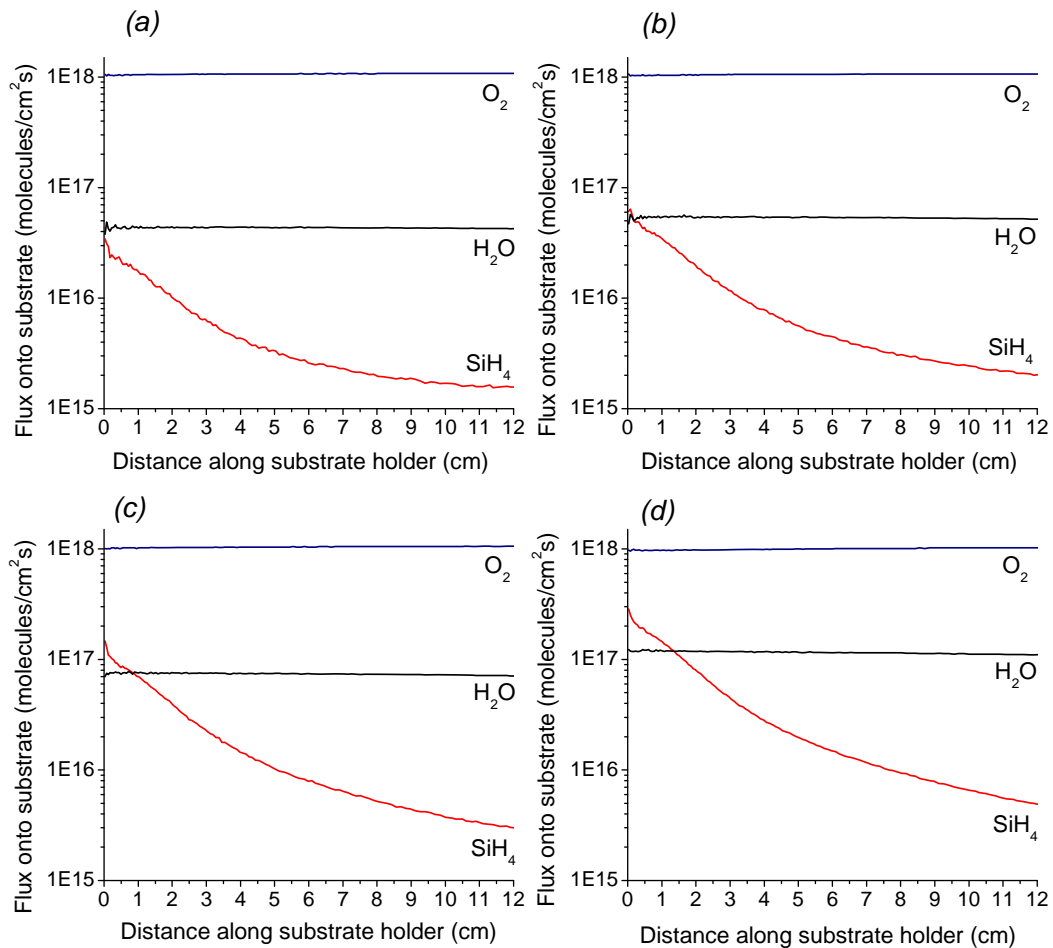 (a)
Flux onto substrate (molecules/cm²s)
1E18
1E17
1E16
1E15
O₂
H₂O
SiH₄
0 1 2 3 4 5 6 7 8 9 10 11 12
Distance along substrate holder (cm)
(b)
Flux onto substrate (molecules/cm²s)
1E18
1E17
1E16
1E15
O₂
H₂O
SiH₄
0 1 2 3 4 5 6 7 8 9 10 11 12
Distance along substrate holder (cm)
(c)
Flux onto substrate (molecules/cm²s)
1E18
1E17
1E16
1E15
O₂
H₂O
SiH₄
0 1 2 3 4 5 6 7 8 9 10 11 12
Distance along substrate holder (cm)
(d)
Flux onto substrate (molecules/cm²s)
1E18
1E17
1E16
1E15
O₂
H₂O
SiH₄
0 1 2 3 4 5 6 7 8 9 10 11 12
Distance along substrate holder (cm)